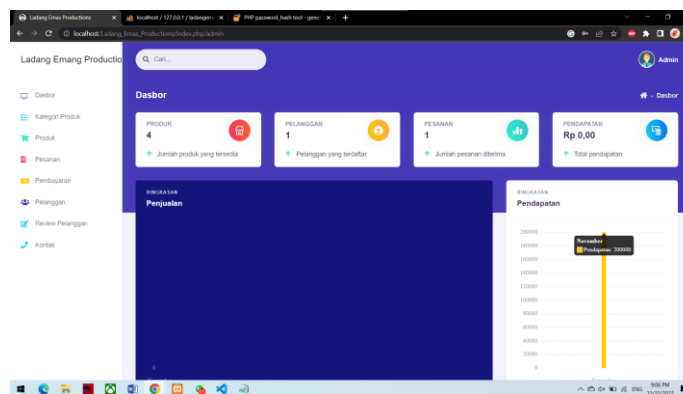 Ladang Emas Productions
localhost / 127.0.0.1 / ladangem
PHP password_hash tool - gener
localhost/Ladang_Emas_Productions/index.php/admin
Ladang Emang Productio
Cari...
Admin
Dasbor
Dasbor
- Dasbor
Kategori Produk
Produk
Pesanan
Pembayaran
Pelanggan
Review Pelanggan
Kontak
PRODUK
4
Jumlah produk yang tersedia
PELANGGAN
1
Pelanggan yang terdaftar
PESANAN
1
Jumlah pesanan diterima
PENDAPATAN
Rp 0,00
Total pendapatan
RINGKASAN
Penjualan
0
RINGKASAN
Pendapatan
200000
180000
160000
140000
120000
100000
80000
60000
40000
20000
0
November
Pendapatan: 200000
ENG
9:06 PM